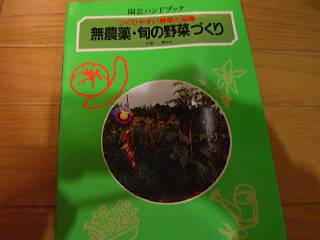 園芸ハンドブック
つくりやすい野菜と品種
無農薬・旬の野菜づくり